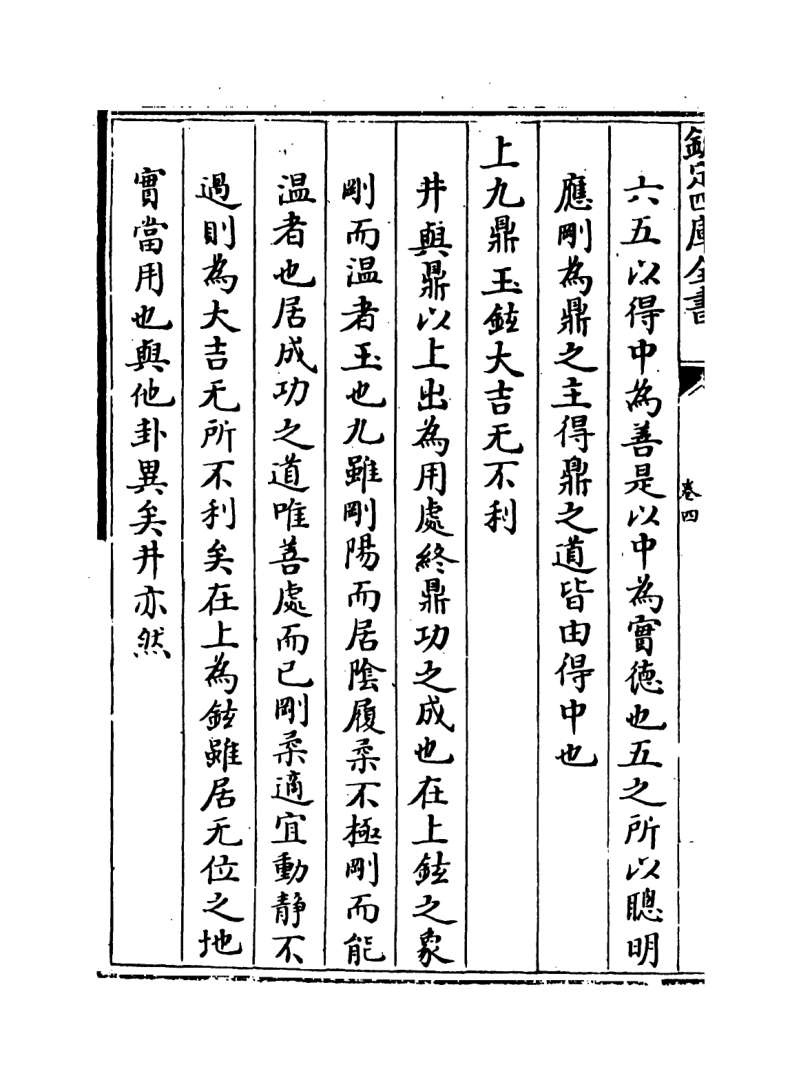 欽定四庫全書
卷四
六五以得中為善是以中為實德也五之所以聰明
應剛為鼎之主得鼎之道皆由得中也
上九鼎玉鉉大吉无不利
井與鼎以上出為用處終鼎功之成也在上鉉之象
剛而温者玉也九雖剛陽而居陰履柔不極剛而能
温者也居成功之道唯善處而已剛柔適宜動静不
過則為大吉无所不利矣在上為鉉雖居无位之地
實當用也與他卦異矣井亦然